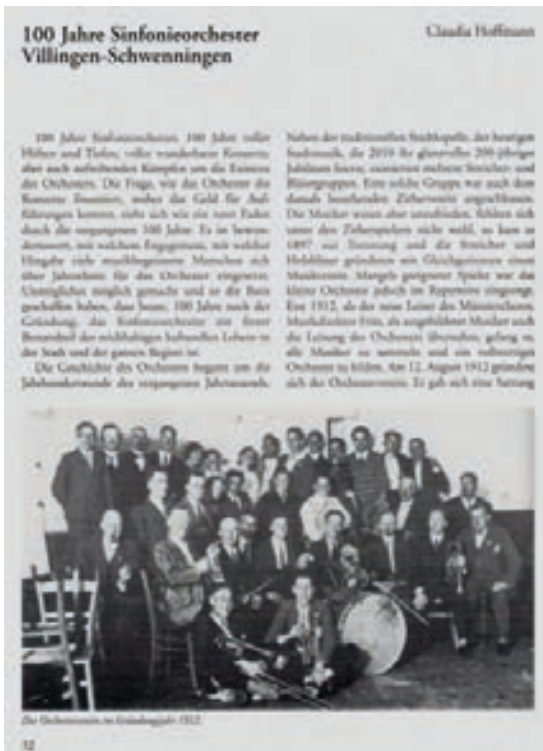 100 Jahre Sinfonieorchester
Villingen-Schwenningen
Claudia Hoffmann
100 Jahre Sinfonieorchester, 100 Jahre voller
Höhen und Tiefen, voller wunderbarer Konzerte,
aber auch aufreibenden Kämpfen um die Existenz
des Orchesters. Die Frage, wie das Orchester die
Konzerte finanziert, woher das Geld für Auf-
führungen kommt, zieht sich wie ein roter Faden
durch die vergangenen 100 Jahre. Es ist bewun-
dernswert, mit welchem Engagement, mit welcher
Hingabe viele musikbegeisterte Menschen sich
über Jahrzehnte für das Orchester eingesetzt,
Unmögliches möglich gemacht und so die Basis
geschaffen haben, dass heute, 100 Jahre nach der
Gründung, das Sinfonieorchester ein fester
Bestandteil des reichhaltigen kulturellen Lebens in
der Stadt und der ganzen Region ist.
Die Geschichte des Orchesters begann um die
Jahrhundertwende des vergangenen Jahrtausends.
Neben der traditionellen Stadtkapelle, der heutigen
Stadtmusik, die 2010 ihr glanzvolles 200-jähriges
Jubiläum feierte, existierten mehrere Streicher- und
Bläsergruppen. Eine solche Gruppe war auch dem
damals bestehenden Zitherverein angeschlossen.
Die Musiker waren aber unzufrieden, fühlten sich
unter den Zitherspielern nicht wohl, so kam es
1897 zur Trennung und die Streicher und
Holzbläser gründeten mit Gleichgesinnten einen
Musikverein. Mangels geeigneter Spieler war das
kleine Orchester jedoch im Repertoire eingeengt.
Erst 1912, als der neue Leiter des Münsterchores,
Musikdirektor Fritz, als ausgebildeter Musiker auch
die Leitung des Orchesters übernahm, gelang es,
alle Musiker zu sammeln und ein vollwertiges
Orchester zu bilden. Am 12. August 1912 gründete
sich der Orchesterverein. Er gab sich eine Satzung
Der Orchesterverein im Gründungsjahr 1912.
32